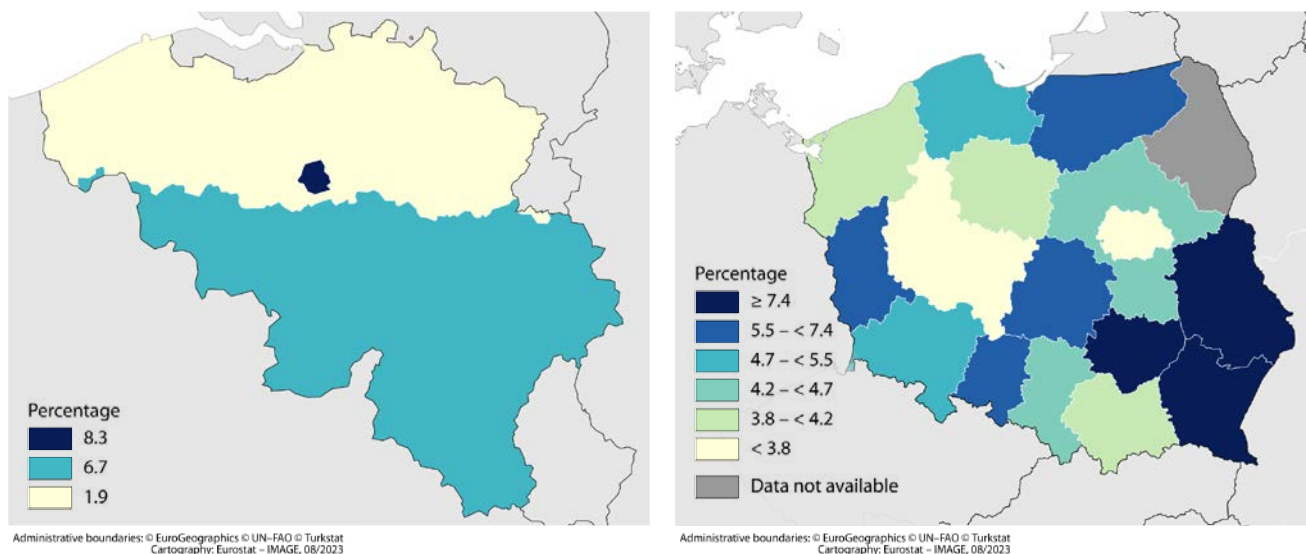 Percentage
8.3
6.7
1.9
Administrative boundaries: © EuroGeographics © UN–FAO © Turkstat
Cartography: Eurostat – IMAGE, 08/2023
Percentage
≥ 7.4
5.5 – < 7.4
4.7 – < 5.5
4.2 – < 4.7
3.8 – < 4.2
< 3.8
Data not available
Administrative boundaries: © EuroGeographics © UN–FAO © Turkstat
Cartography: Eurostat – IMAGE, 08/2023